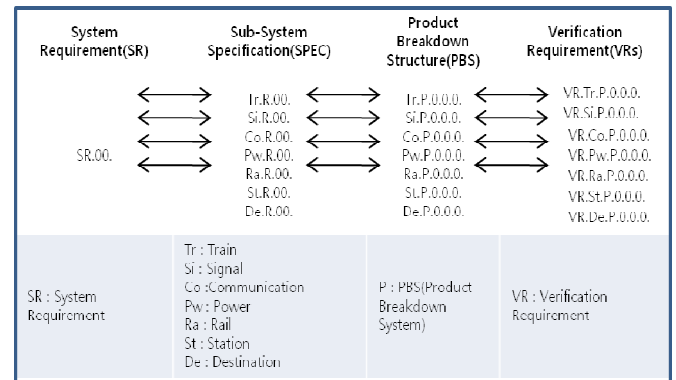 System Requirement(SR)
Sub-System Specification(SPEC)
Product Breakdown Structure(PBS)
Verification Requirement(VRs)
SR.00.
Tr.R.00.
Si.R.00.
Co.R.00.
Pw.R.00.
Ra.R.00.
St.R.00.
De.R.00.
Tr.P.0.0.0.
Si.P.0.0.0.
Co.P.0.0.0.
Pw.P.0.0.0.
Ra.P.0.0.0.
St.P.0.0.0.
De.P.0.0.0.
VR.Tr.P.0.0.0.
VR.Si.P.0.0.0.
VR.Co.P.0.0.0.
VR.Pw.P.0.0.0.
VR.Ra.P.0.0.0.
VR.St.P.0.0.0.
VR.De.P.0.0.0.
SR : System
Requirement
Tr : Train
Si : Signal
Co :Communication
Pw : Power
Ra : Rail
St : Station
De : Destination
P : PBS(Product
Breakdown
System)
VR : Verification
Requirement